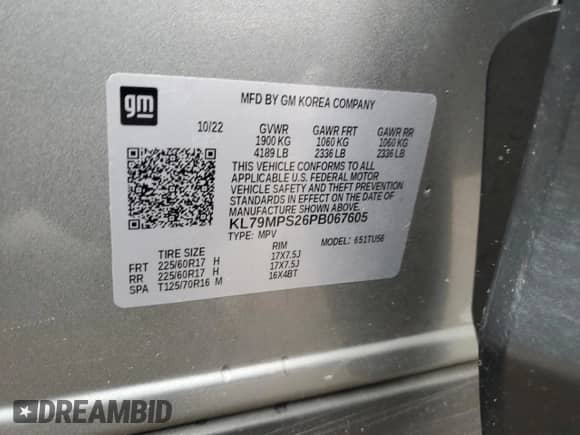 gm
MFD BY GM KOREA COMPANY
10/22 GVWR GAWR FRT GAWR RR
1900 KG 1060 KG 1060 KG
4189 LB 2336 LB 2336 LB
THIS VEHICLE CONFORMS TO ALL
APPLICABLE U.S. FEDERAL MOTOR
VEHICLE SAFETY AND THEFT PREVENTION
STANDARDS IN EFFECT ON THE DATE OF
MANUFACTURE SHOWN ABOVE.
KL79MPS26PB067605
TYPE: MPV MODEL: 651TU56
TIRE SIZE RIM
FRT 225/60R17 H 17X7.5J
RR 225/60R17 H 17X7.5J
SPA T125/70R16 M 16X4BT
DREAMBID